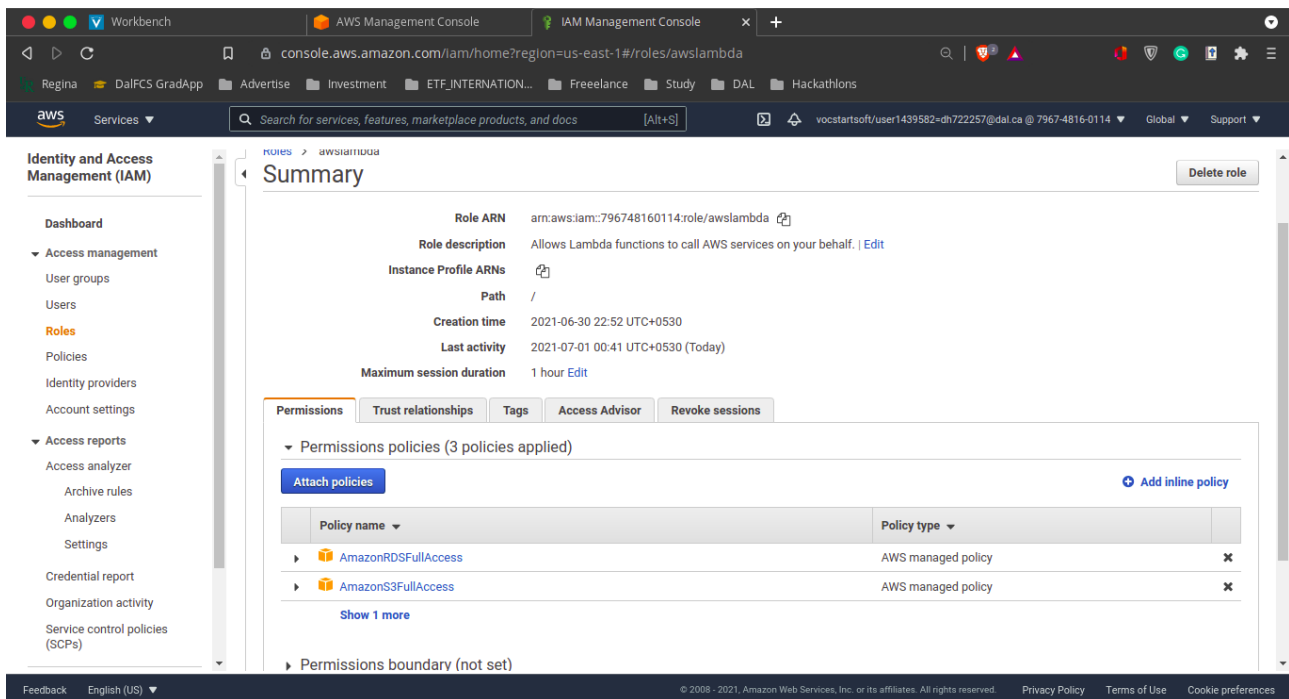 Workbench AWS Management Console IAM Management Console × +
console.aws.amazon.com/iam/home?region=us-east-1#/roles/awslambda
Regina DalFCS GradApp Advertise Investment ETF_INTERNATION... Freeelance Study DAL Hackathlons
aws Services Search for services, features, marketplace products, and docs [Alt+S] vocstartsoft/user1439582=dh722257@dal.ca @ 7967-4816-0114 Global Support
Identity and Access
Management (IAM)
Dashboard
Access management
User groups
Users
Roles
Policies
Identity providers
Account settings
Access reports
Access analyzer
Archive rules
Analyzers
Settings
Credential report
Organization activity
Service control policies
(SCPs)
Roles > awslambda
Summary Delete role
Role ARN arn:aws:iam::796748160114:role/awslambda
Role description Allows Lambda functions to call AWS services on your behalf. | Edit
Instance Profile ARNs
Path /
Creation time 2021-06-30 22:52 UTC+0530
Last activity 2021-07-01 00:41 UTC+0530 (Today)
Maximum session duration 1 hour Edit
Permissions Trust relationships Tags Access Advisor Revoke sessions
Permissions policies (3 policies applied)
Attach policies Add inline policy
Policy name Policy type
AmazonRDSFullAccess AWS managed policy
AmazonS3FullAccess AWS managed policy
Show 1 more
Permissions boundary (not set)
Feedback English (US) © 2008 - 2021, Amazon Web Services, Inc. or its affiliates. All rights reserved. Privacy Policy Terms of Use Cookie preferences